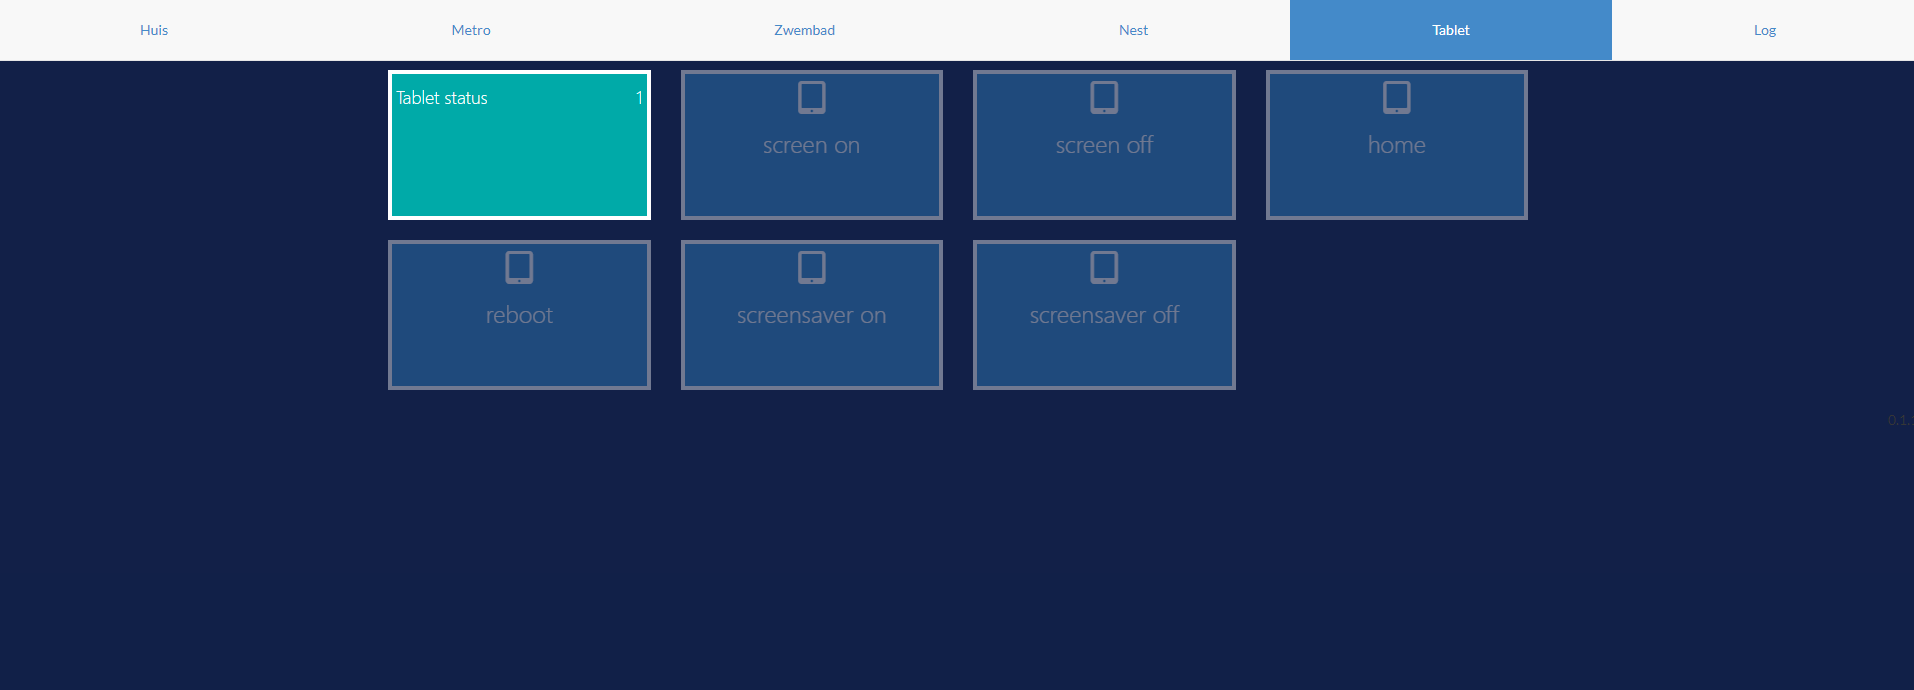 Huis Metro Zwembad Nest Tablet Log
Tablet status 1
screen on
screen off
home
reboot
screensaver on
screensaver off
0.1.